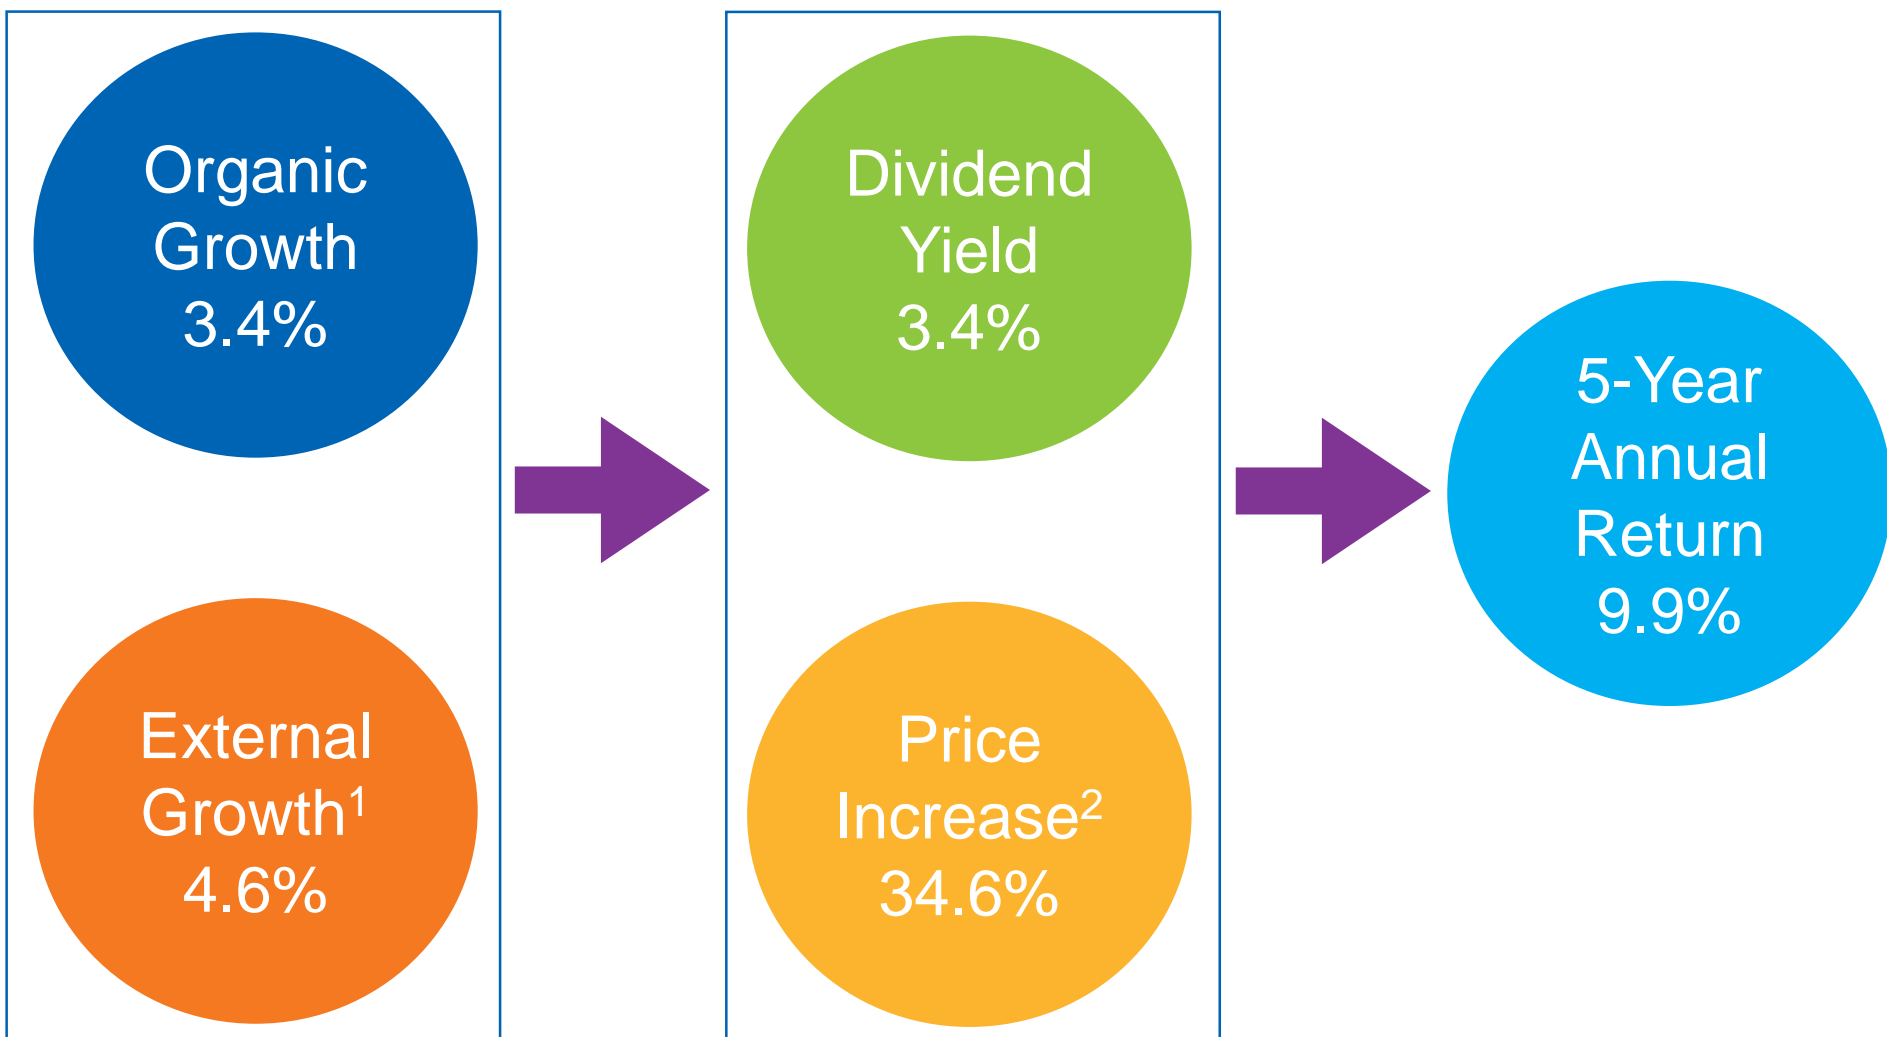 Organic
Growth
3.4%
External
Growth¹
4.6%
Dividend
Yield
3.4%
Price
Increase²
34.6%
5-Year
Annual
Return
9.9%